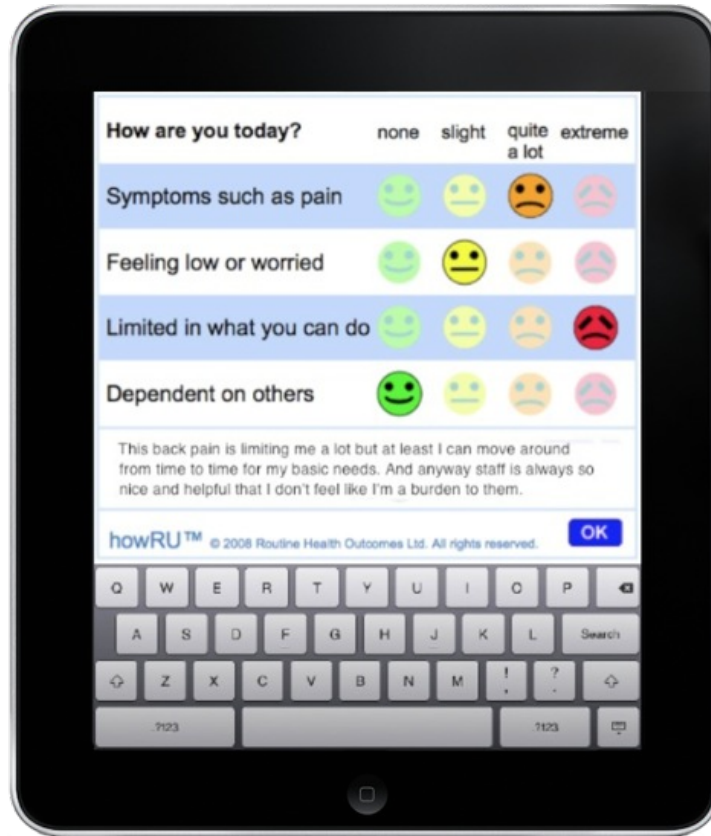 How are you today?
none
slight
quite
a lot
extreme
Symptoms such as pain
Feeling low or worried
Limited in what you can do
Dependent on others
This back pain is limiting me a lot but at least I can move around
from time to time for my basic needs. And anyway staff is always so
nice and helpful that I don't feel like I'm a burden to them.
howRU™ © 2008 Routine Health Outcomes Ltd. All rights reserved.
OK
Q W E R T Y U I O P
A S D F G H J K L Search
Z X C V B N M ! , ? .
.?123 .?123